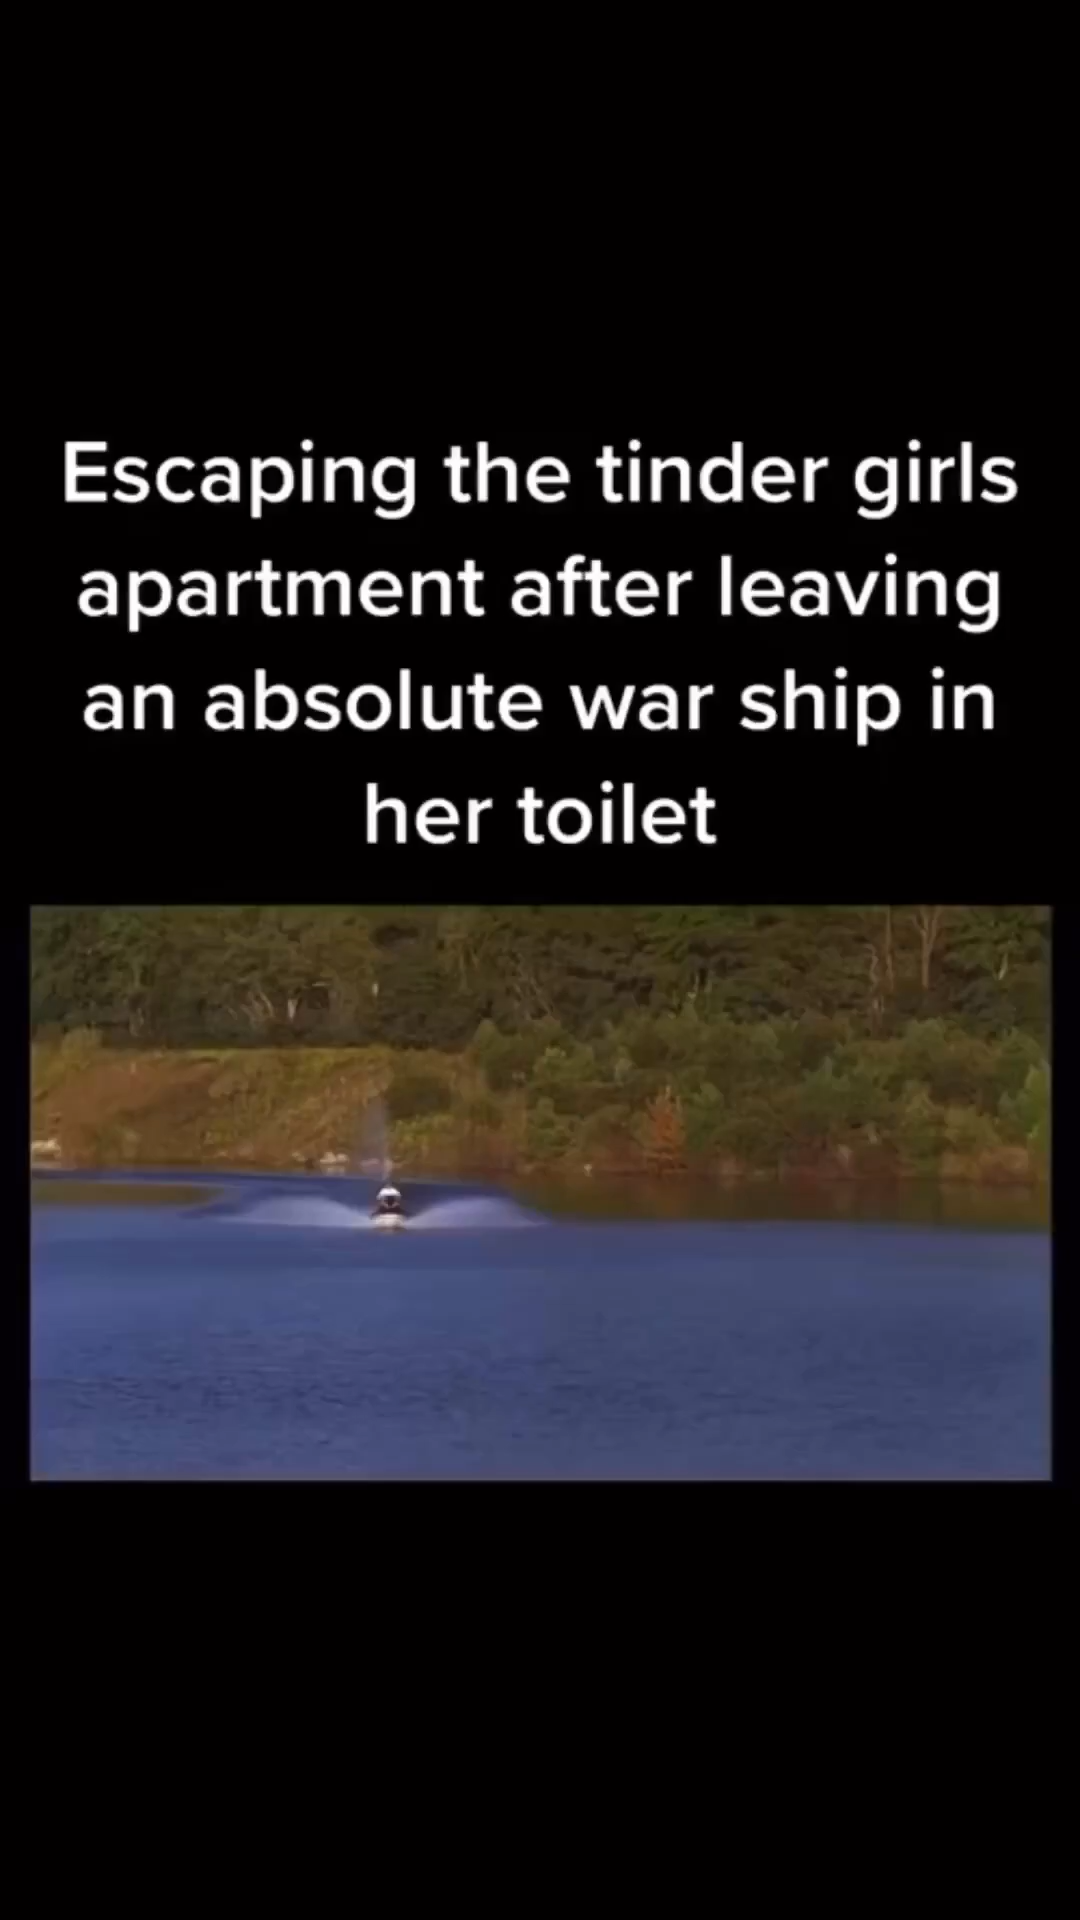 Escaping the tinder girls
apartment after leaving
an absolute war ship in
her toilet